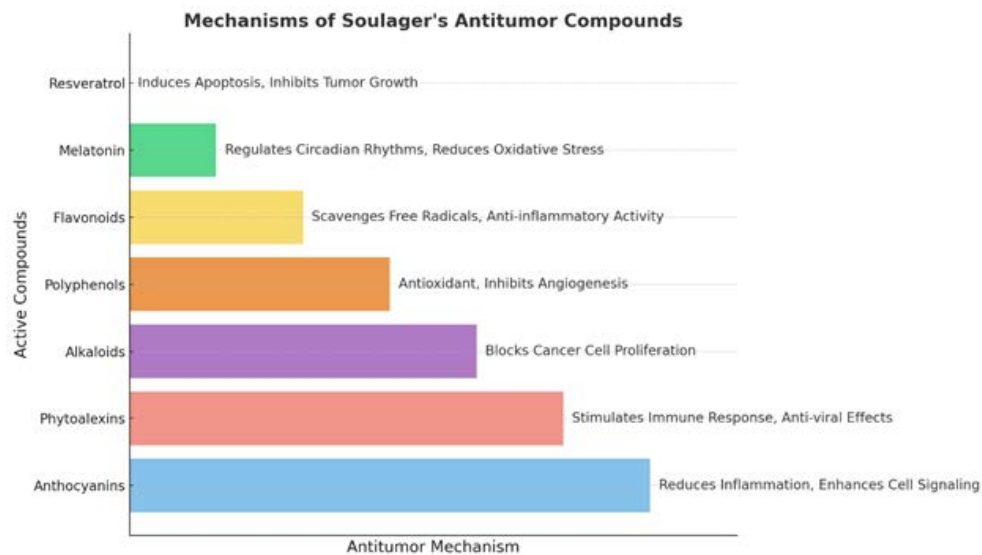 Mechanisms of Soulager's Antitumor Compounds
Active Compounds
Resveratrol Induces Apoptosis, Inhibits Tumor Growth
Melatonin Regulates Circadian Rhythms, Reduces Oxidative Stress
Flavonoids Scavenges Free Radicals, Anti-inflammatory Activity
Polyphenols Antioxidant, Inhibits Angiogenesis
Alkaloids Blocks Cancer Cell Proliferation
Phytoalexins Stimulates Immune Response, Anti-viral Effects
Anthocyanins Reduces Inflammation, Enhances Cell Signaling
Antitumor Mechanism